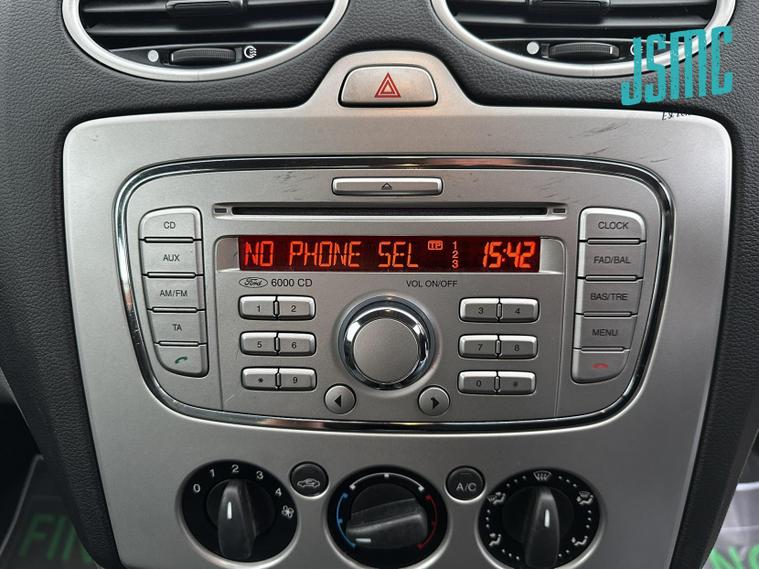 JSMC
CD
CLOCK
AUX
NO PHONE SEL TP 1 2 3 15:42
FAD/BAL
Ford 6000 CD
VOL ON/OFF
AM/FM
BAS/TRE
1 2
3 4
TA
MENU
5 6
7 8
* 9
0 #
0 1 2 3 4
A/C
FIN